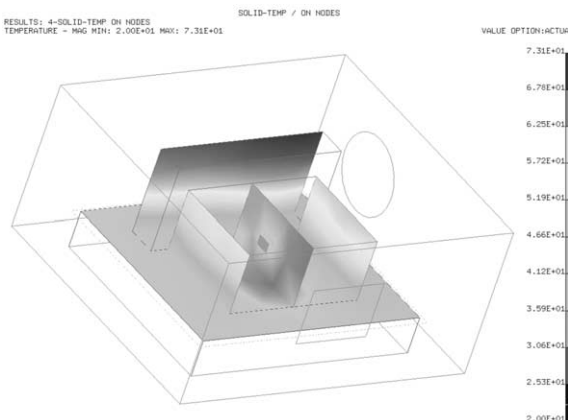 SOLID-TEMP / ON NODES
RESULTS: 4-SOLID-TEMP ON NODES
TEMPERATURE - MAG MIN: 2.00E+01 MAX: 7.31E+01
VALUE OPTION:ACTUA
7.31E+01
6.78E+01
6.25E+01
5.72E+01
5.19E+01
4.66E+01
4.12E+01
3.59E+01
3.06E+01
2.53E+01
2.00E+01